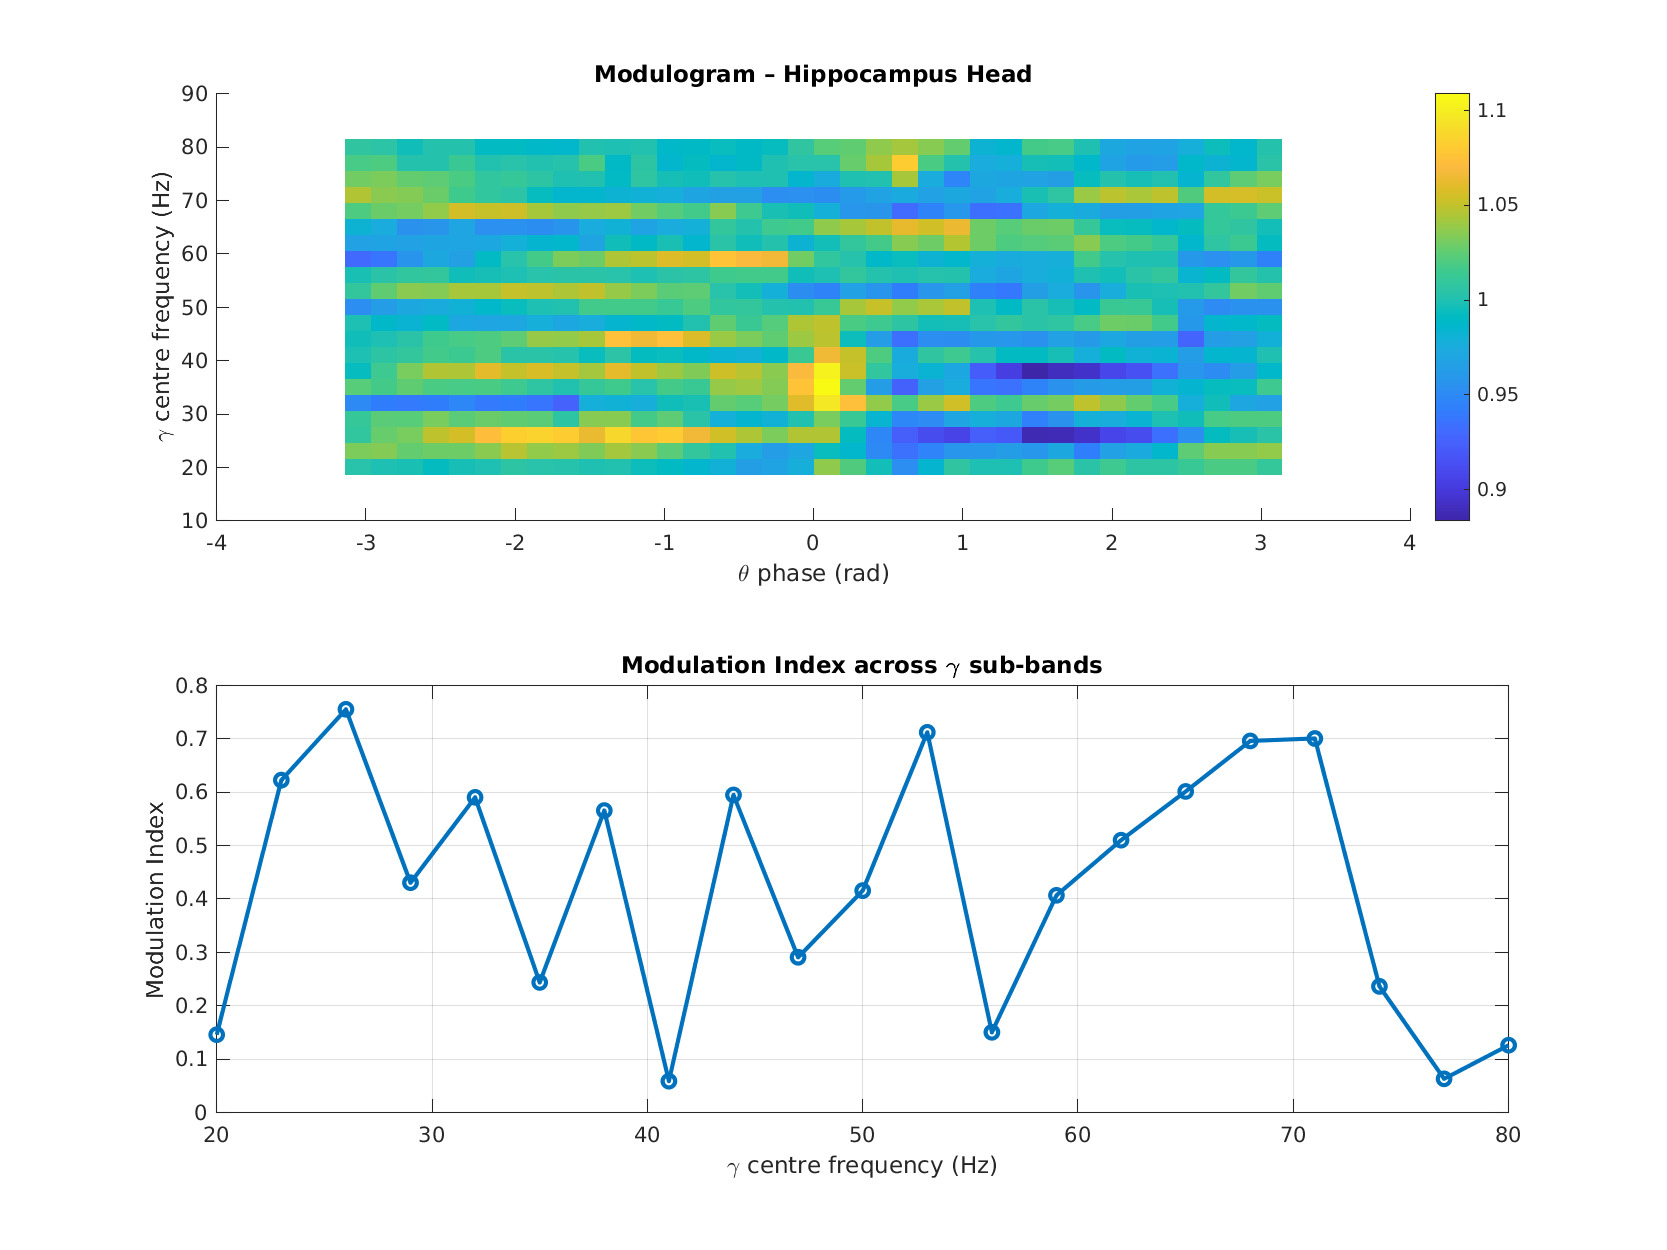 Modulogram – Hippocampus Head
γ centre frequency (Hz)
90
80
70
60
50
40
30
20
10
-4 -3 -2 -1 0 1 2 3 4
θ phase (rad)
1.1
1.05
1
0.95
0.9
Modulation Index across γ sub-bands
Modulation Index
0.8
0.7
0.6
0.5
0.4
0.3
0.2
0.1
0
20 30 40 50 60 70 80
γ centre frequency (Hz)